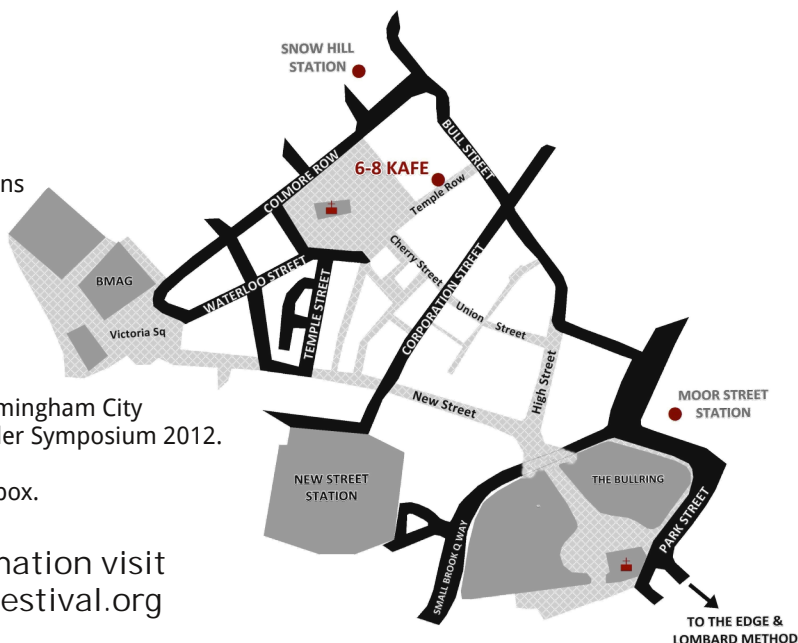 SNOW HILL
STATION
BULL STREET
COLMORE ROW
6-8 KAFE
Temple Row
BMAG
Victoria Sq
WATERLOO STREET
TEMPLE STREET
Cherry Street
CORPORATION STREET
Union Street
High Street
New Street
MOOR STREET
STATION
NEW STREET
STATION
THE BULLRING
SMALL BROOK Q WAY
PARK STREET
TO THE EDGE &
LOMBARD METHOD
ns
mingham City
der Symposium 2012.
box.
nation visit
estival.org